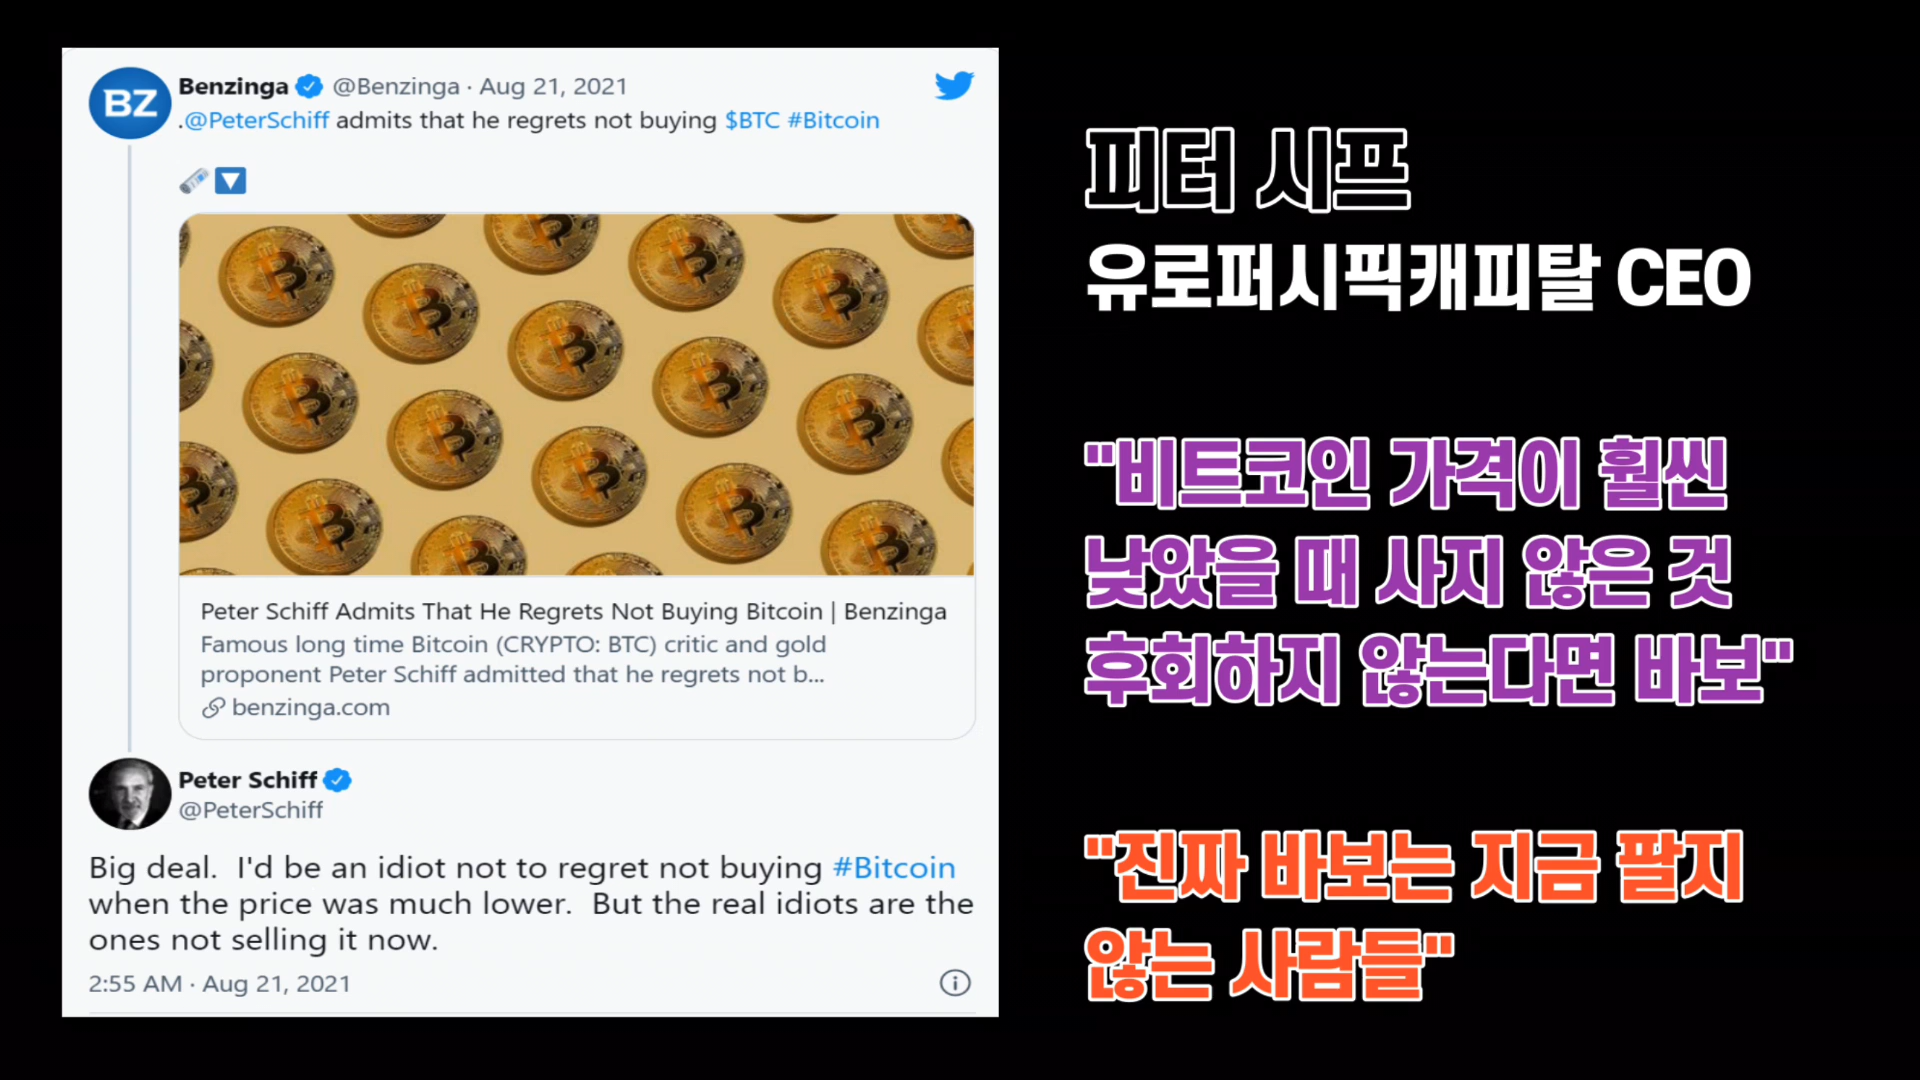 BZ
Benzinga @Benzinga · Aug 21, 2021
.@PeterSchiff admits that he regrets not buying $BTC #Bitcoin
Peter Schiff Admits That He Regrets Not Buying Bitcoin | Benzinga
Famous long time Bitcoin (CRYPTO: BTC) critic and gold
proponent Peter Schiff admitted that he regrets not b...
benzinga.com
Peter Schiff
@PeterSchiff
Big deal.  I'd be an idiot not to regret not buying #Bitcoin
when the price was much lower.  But the real idiots are the
ones not selling it now.
2:55 AM · Aug 21, 2021
피터 시프
유로퍼시픽캐피탈 CEO
"비트코인 가격이 훨씬
낮았을 때 사지 않은 것
후회하지 않는다면 바보"
"진짜 바보는 지금 팔지
않는 사람들"